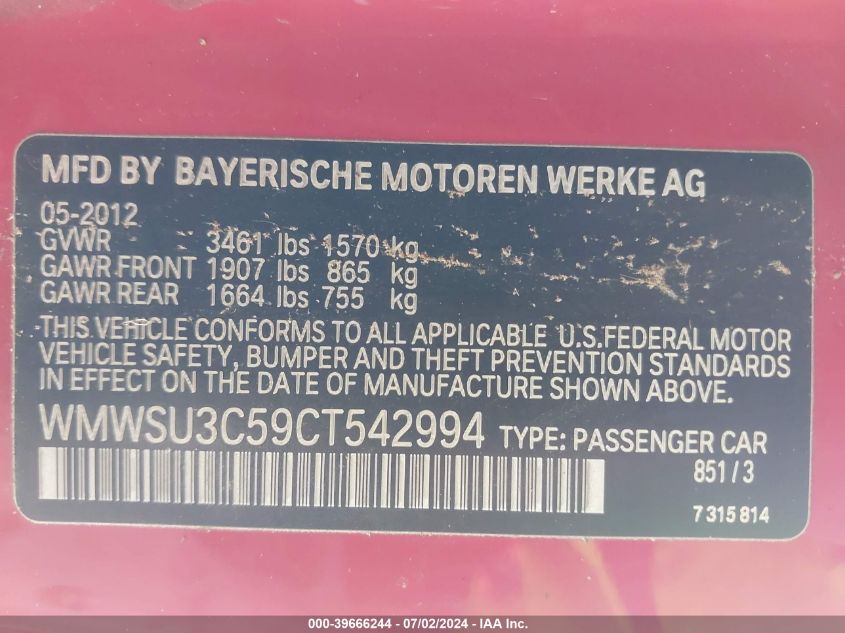 MFD BY BAYERISCHE MOTOREN WERKE AG
05-2012
GVWR 3461 lbs 1570 kg
GAWR FRONT 1907 lbs 865 kg
GAWR REAR 1664 lbs 755 kg
THIS VEHICLE CONFORMS TO ALL APPLICABLE U.S.FEDERAL MOTOR
VEHICLE SAFETY, BUMPER AND THEFT PREVENTION STANDARDS
IN EFFECT ON THE DATE OF MANUFACTURE SHOWN ABOVE.
WMWSU3C59CT542994 TYPE: PASSENGER CAR
851/3
7 315 814
000-39666244 - 07/02/2024 - IAA Inc.